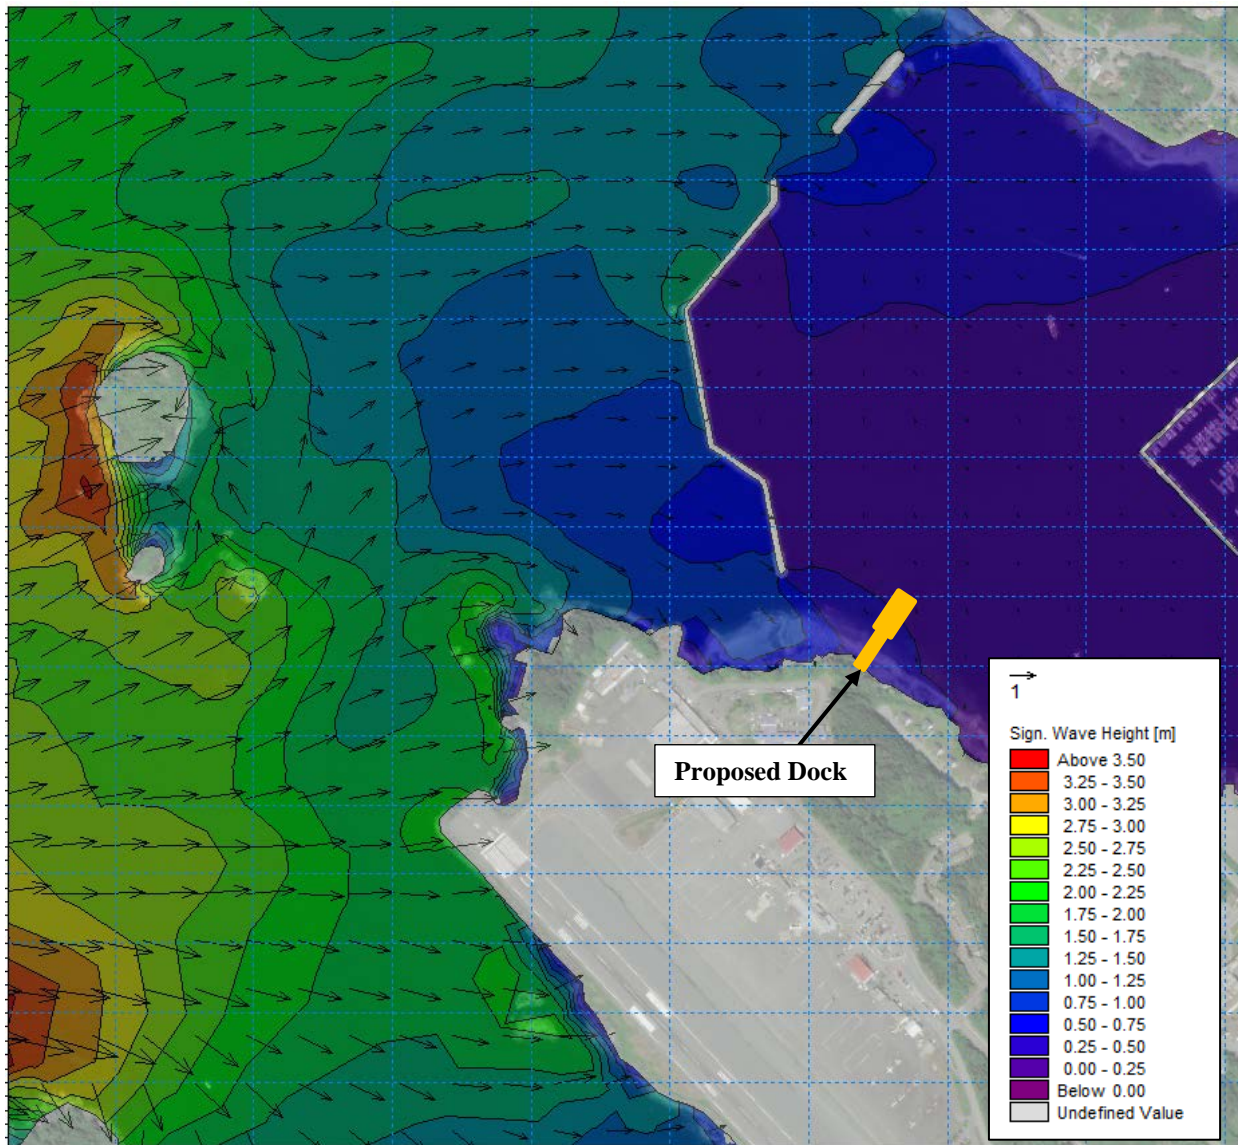 Proposed Dock
1
Sign. Wave Height [m]
Above 3.50
3.25 - 3.50
3.00 - 3.25
2.75 - 3.00
2.50 - 2.75
2.25 - 2.50
2.00 - 2.25
1.75 - 2.00
1.50 - 1.75
1.25 - 1.50
1.00 - 1.25
0.75 - 1.00
0.50 - 0.75
0.25 - 0.50
0.00 - 0.25
Below 0.00
Undefined Value